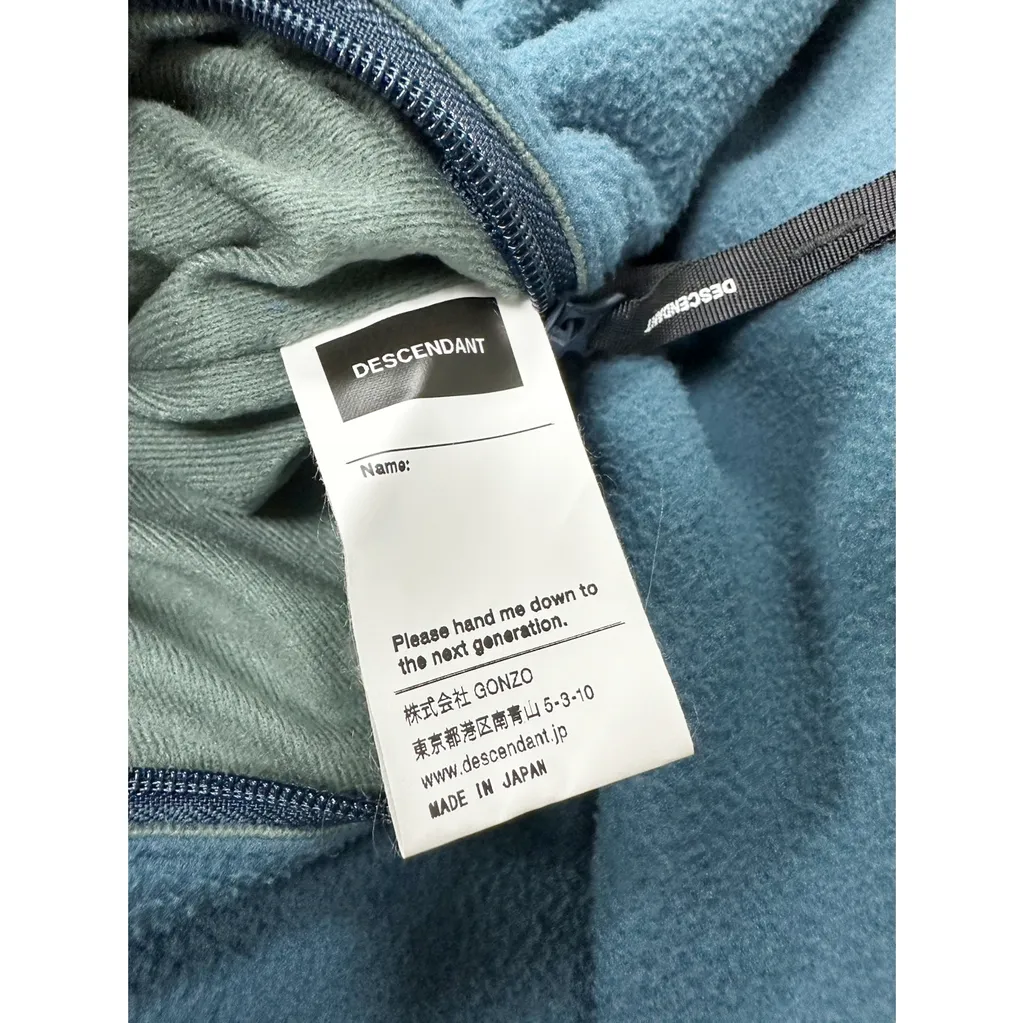 DESCENDANT
DESCENDANT
Name:
Please hand me down to
the next generation.
株式会社 GONZO
東京都港区南青山 5-3-10
www.descendant.jp
MADE IN JAPAN